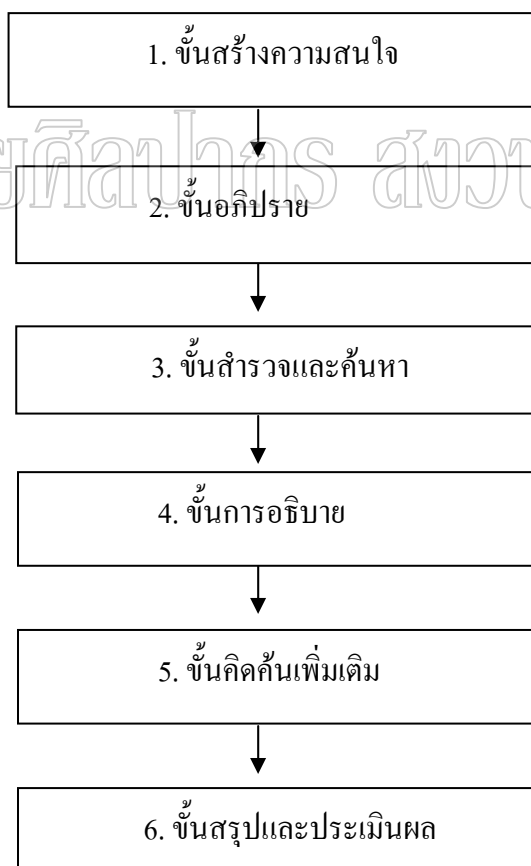 1. ขั้นสร้างความสนใจ
2. ขั้นอภิปราย
3. ขั้นสำรวจและค้นหา
4. ขั้นการอธิบาย
5. ขั้นคิดค้นเพิ่มเติม
6. ขั้นสรุปและประเมินผล